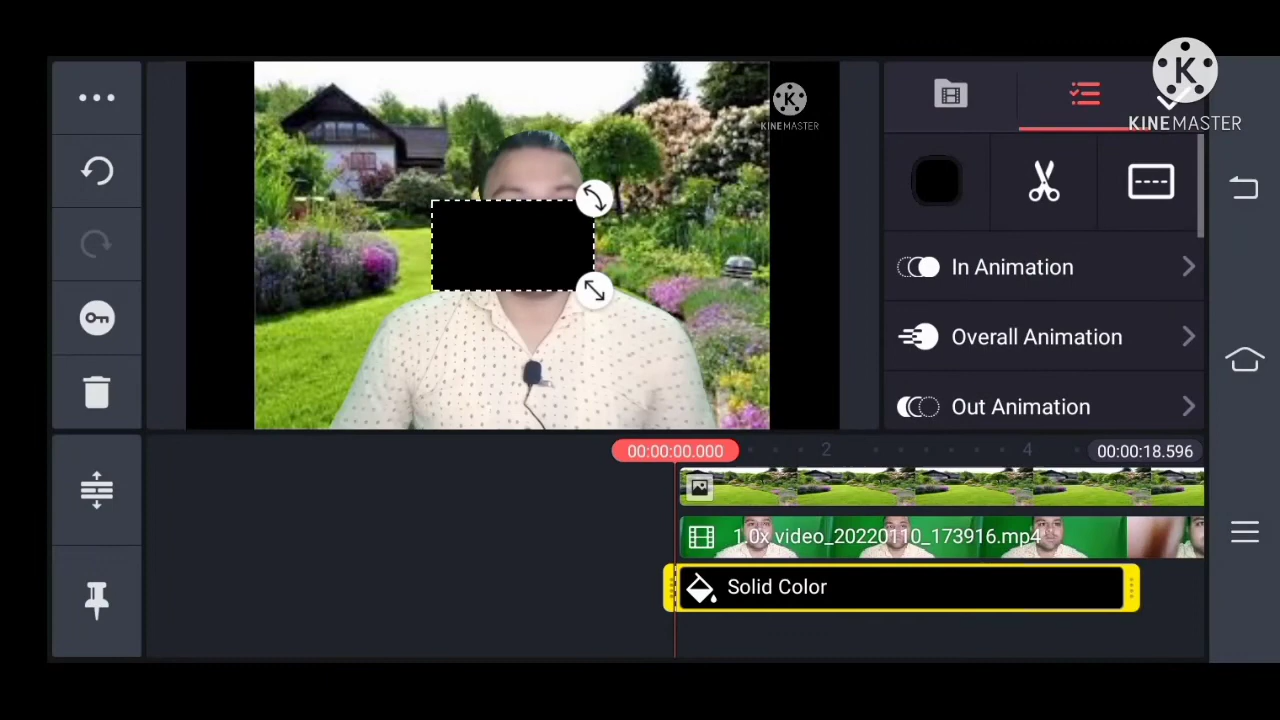 KINEMASTER
KINEMASTER
In Animation
Overall Animation
Out Animation
00:00:00.000
2
4
00:00:18.596
1.0x video_20220110_173916.mp4
Solid Color